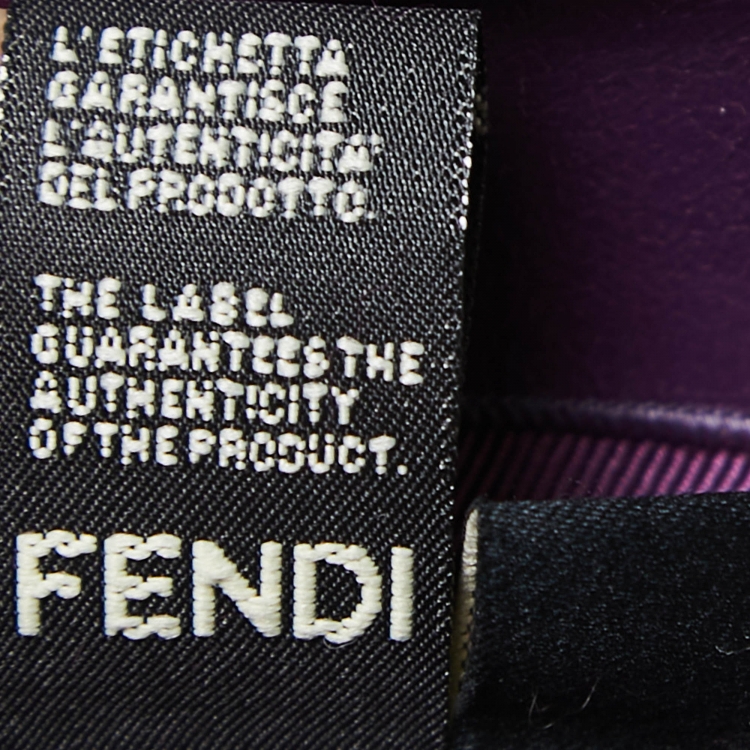 L'ETICHETTA
GARANTISCE
L'AUTENTICITA'
DEL PRODOTTO.
THE LABEL
GUARANTEES THE
AUTHENTICITY
OF THE PRODUCT.
FENDI